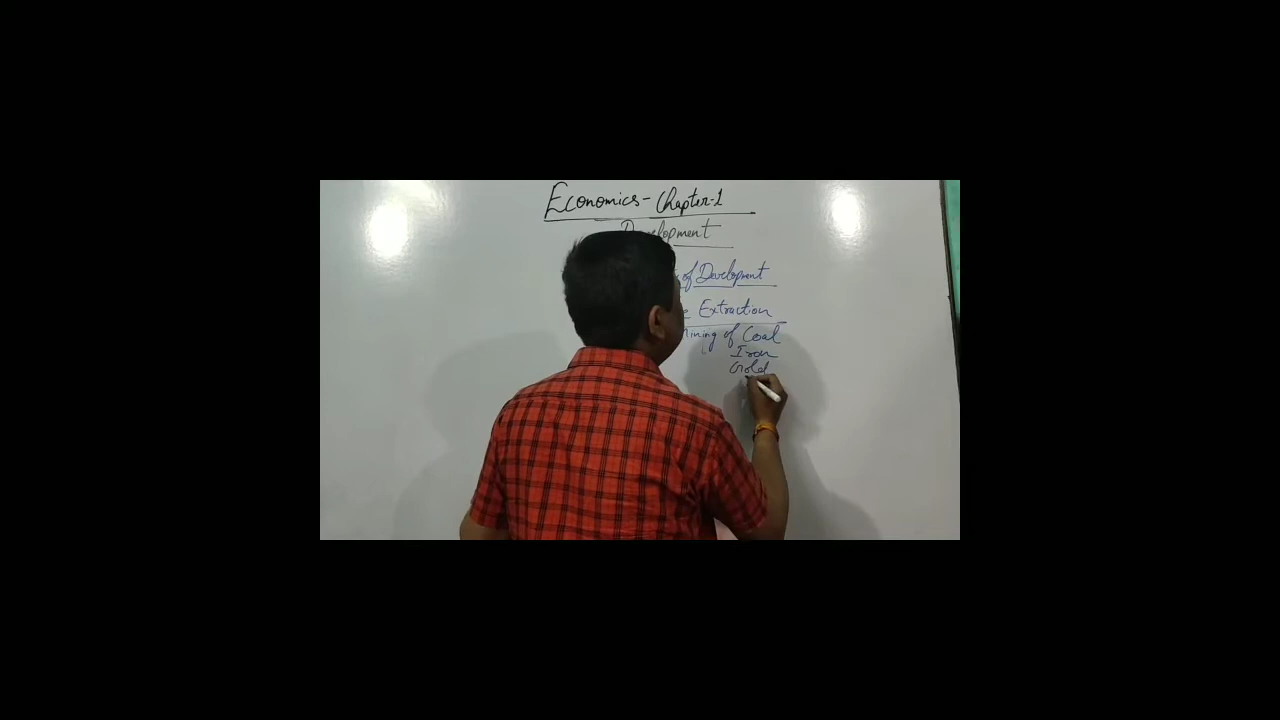 Economics - Chapter-1
Development
of Development
Extraction
Mining of Coal
Iron
Gold